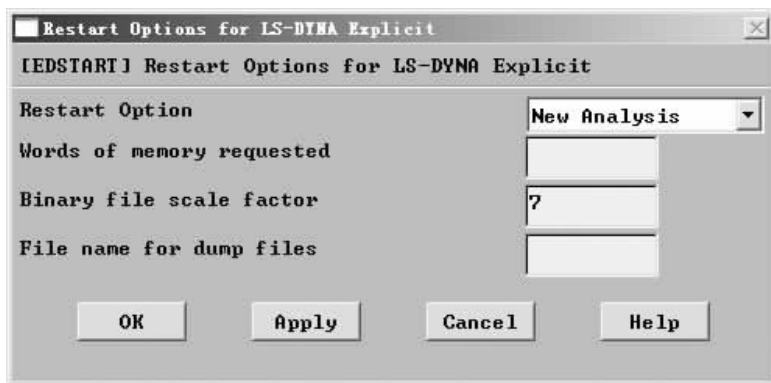 Restart Options for LS-DYNA Explicit
[EDSTART] Restart Options for LS-DYNA Explicit
Restart Option New Analysis
Words of memory requested
Binary file scale factor 7
File name for dump files
OK Apply Cancel Help